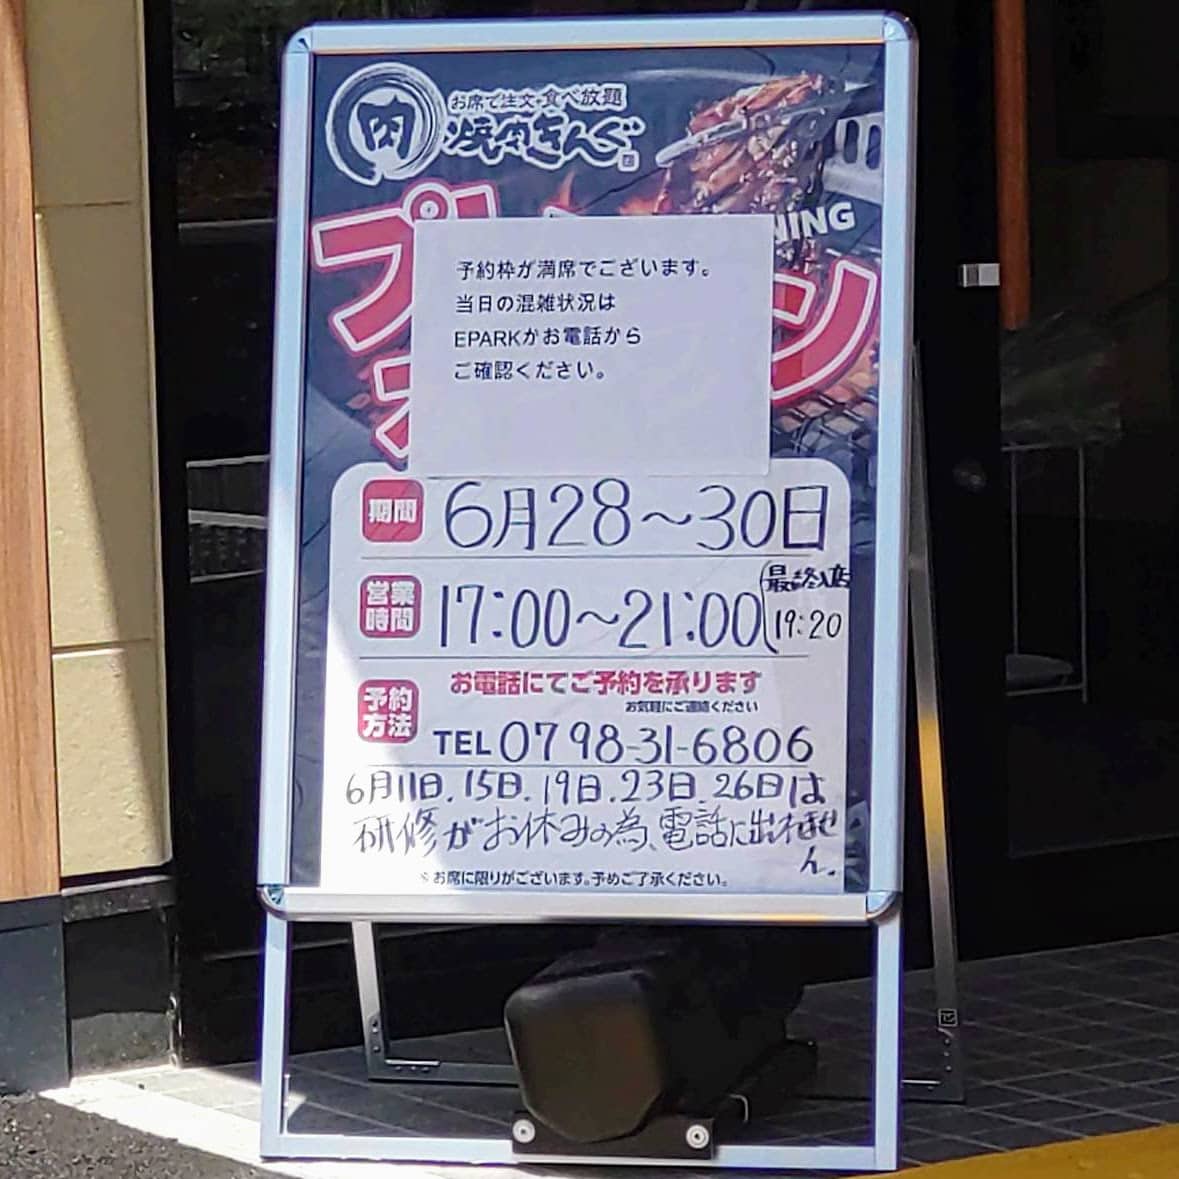 肉
お席で注文・食べ放題
焼肉きんぐ
NING
プ
ン
予約枠が満席でございます。
当日の混雑状況は
EPARKかお電話から
ご確認ください。
期間 6月28〜30日
営業時間 17:00〜21:00 (最終入店 19:20
予約方法 お電話にてご予約を承ります
お気軽にご連絡ください
TEL 0798-31-6806
6月11日.15日.19日.23日.26日は
研修がお休みの為、電話に出れません。
※お席に限りがございます。予めご了承ください。